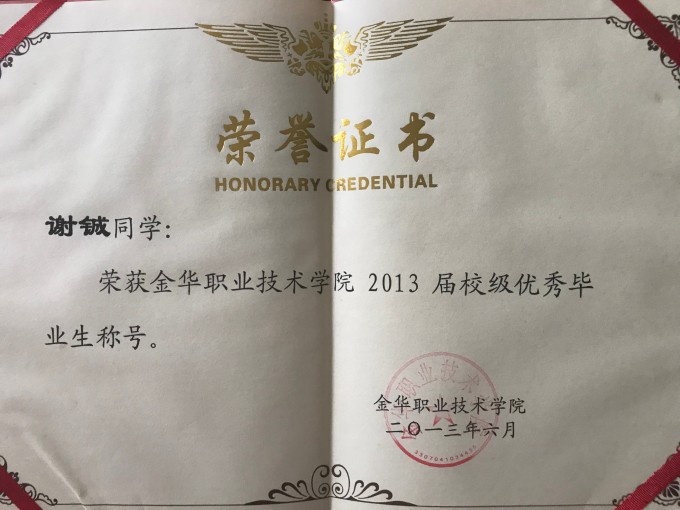 荣誉证书
HONORARY CREDENTIAL
谢铖同学:
荣获金华职业技术学院 2013 届校级优秀毕
业生称号。
金华职业技术学院
二〇一三年六月